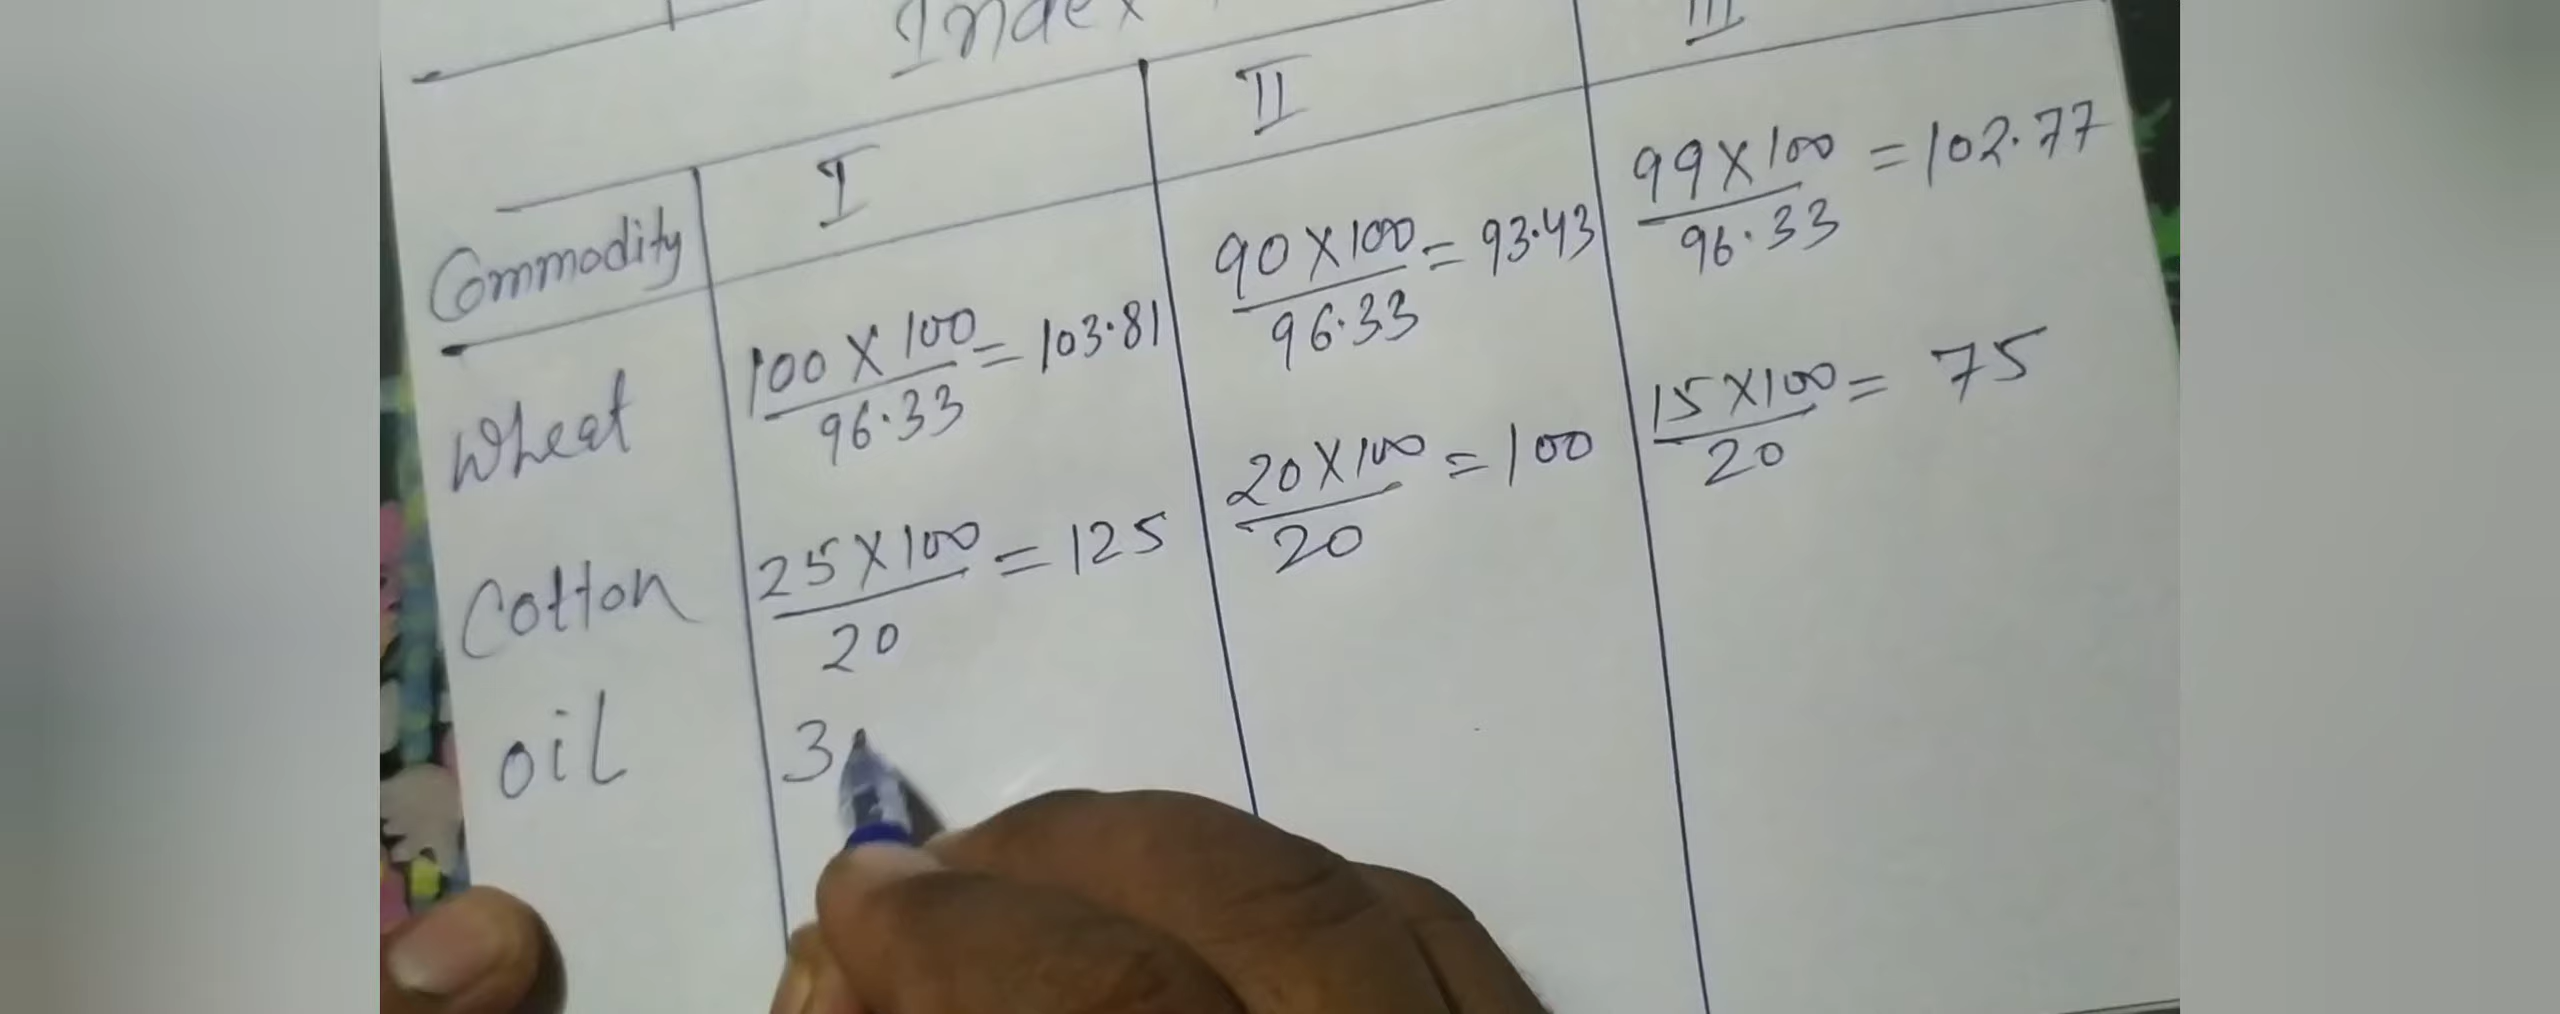 Index
I II III
Commodity
Wheat 100 X 100 = 103.81 90 X 100 = 93.43 99 X 100 = 102.77
96.33 96.33 96.33
Cotton 25 X 100 = 125 20 X 100 = 100 15 X 100 = 75
20 20 20
oil 3